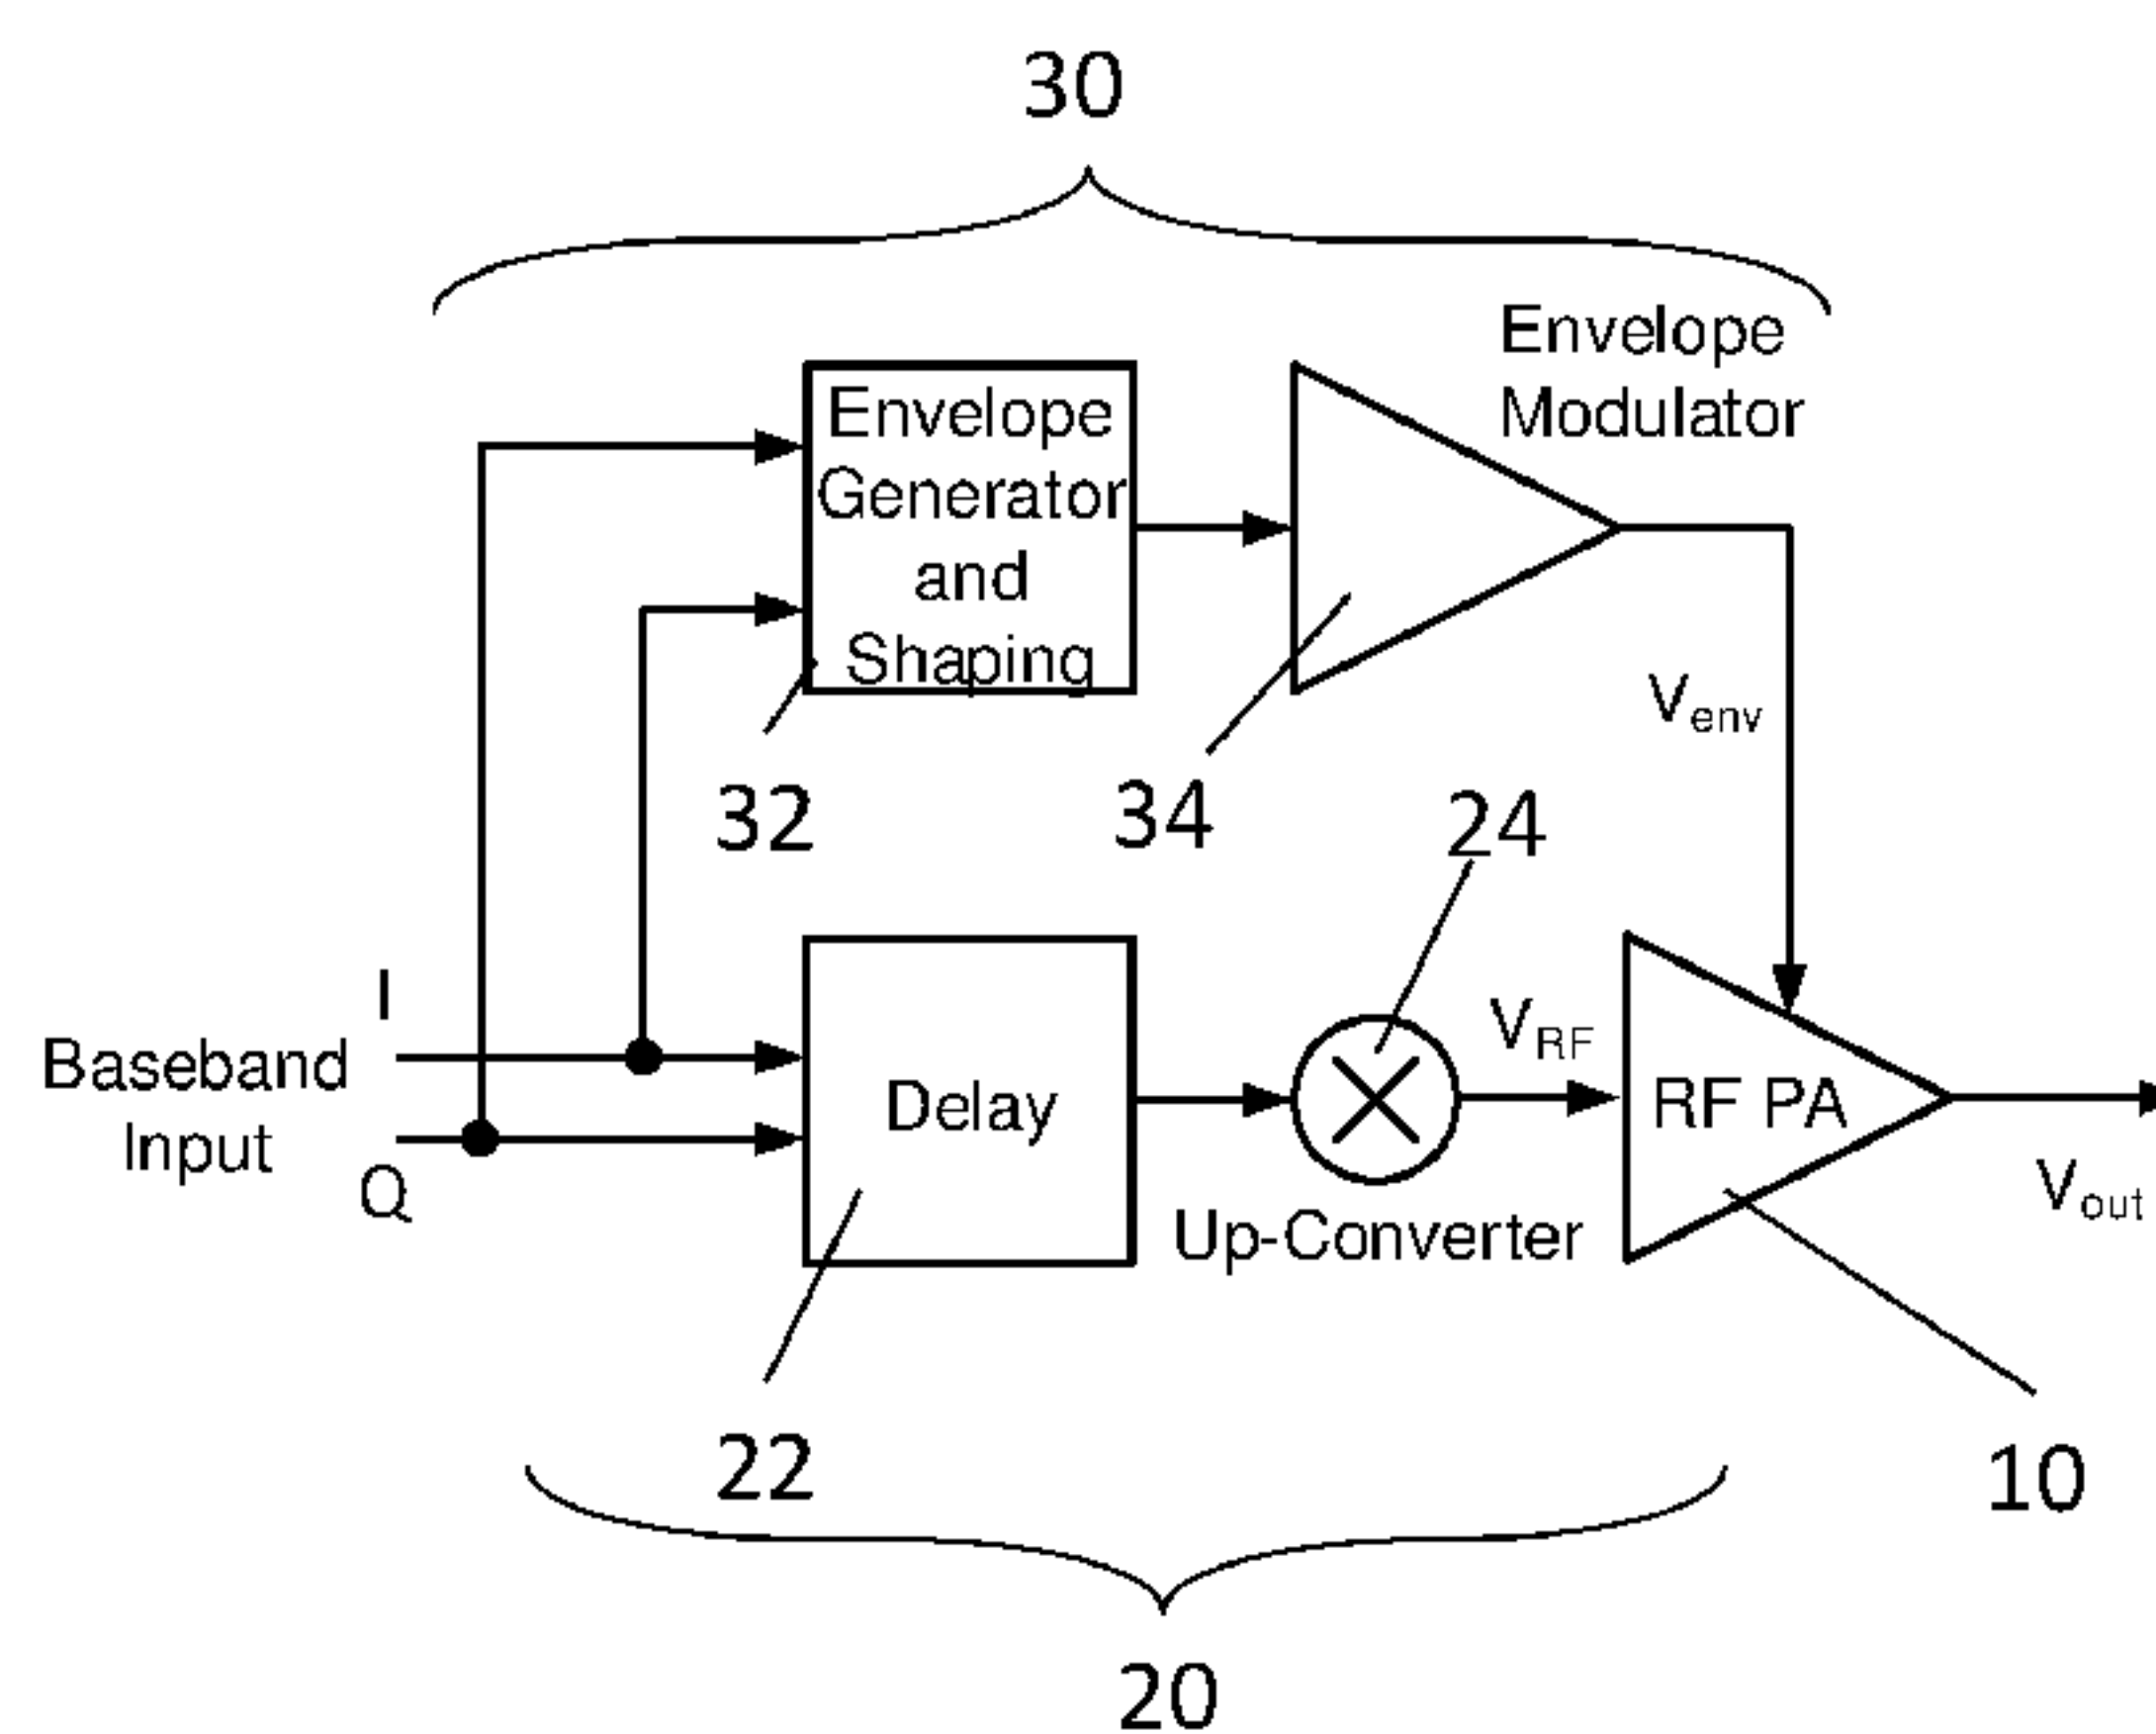 30
Envelope
Modulator
Envelope
Generator
and
Shaping
Venv
32
34
24
I
Baseband
Input
Q
Delay
VRF
RF PA
Up-Converter
Vout
22
10
20